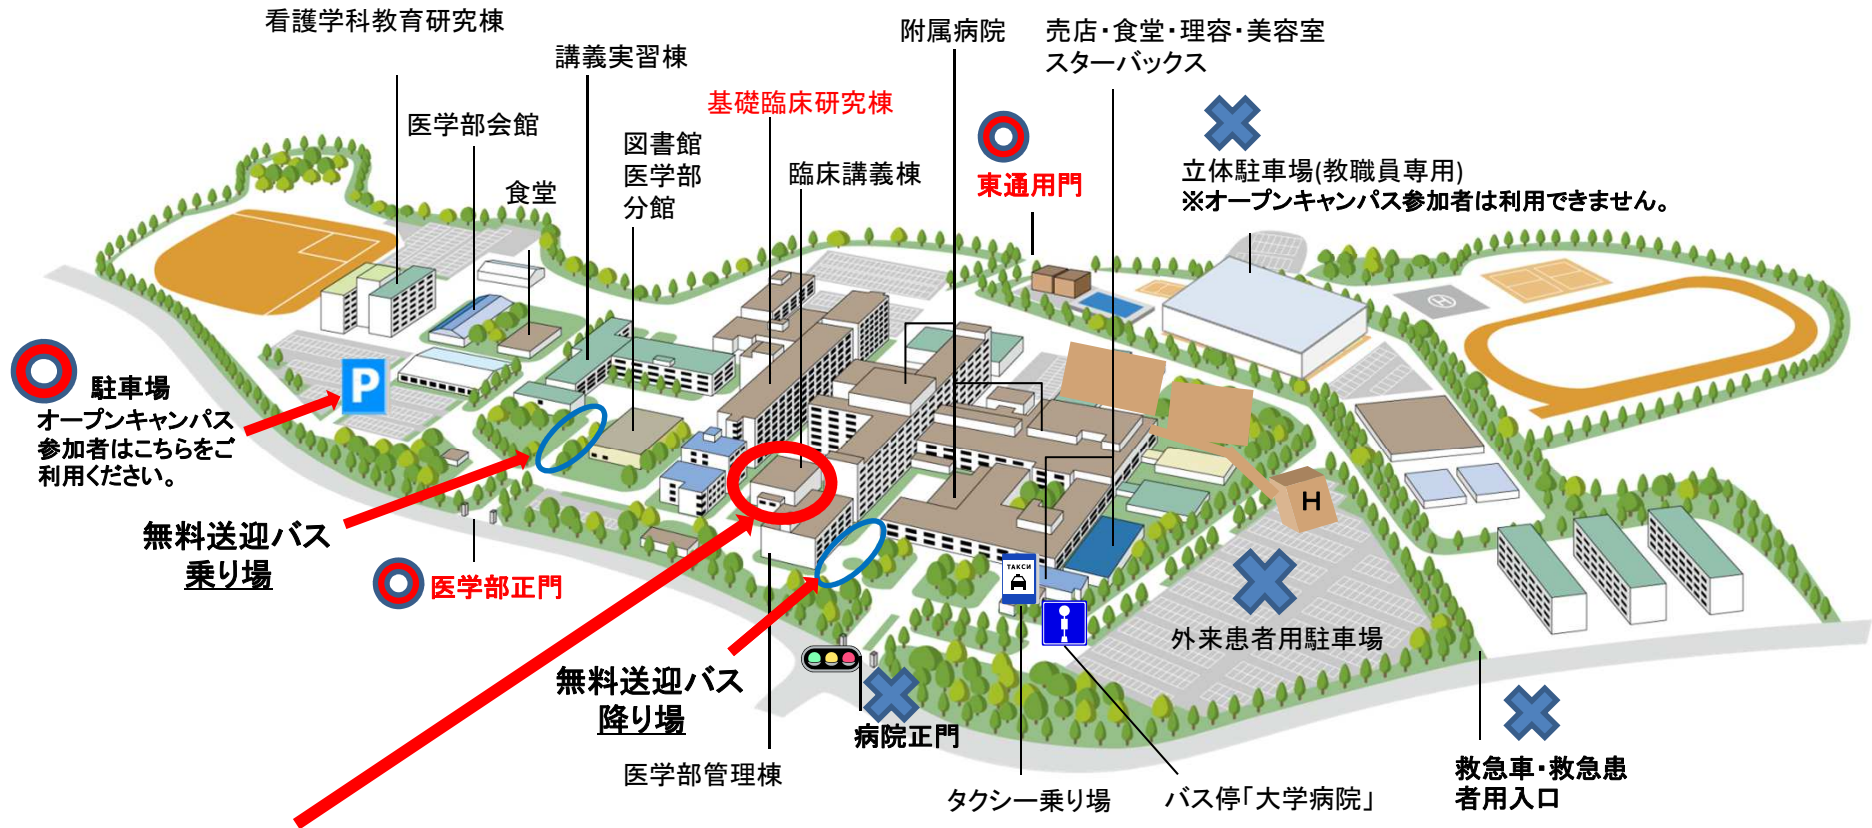 看護学科教育研究棟
講義実習棟
附属病院
売店・食堂・理容・美容室
スターバックス
基礎臨床研究棟
医学部会館
図書館
医学部
分館
食堂
臨床講義棟
東通用門
立体駐車場(教職員専用)
※オープンキャンパス参加者は利用できません。
P
駐車場
オープンキャンパス
参加者はこちらをご
利用ください。
H
H
無料送迎バス
乗り場
医学部正門
ТАКСИ
外来患者用駐車場
無料送迎バス
降り場
病院正門
医学部管理棟
タクシー乗り場
バス停「大学病院」
救急車・救急患
者用入口